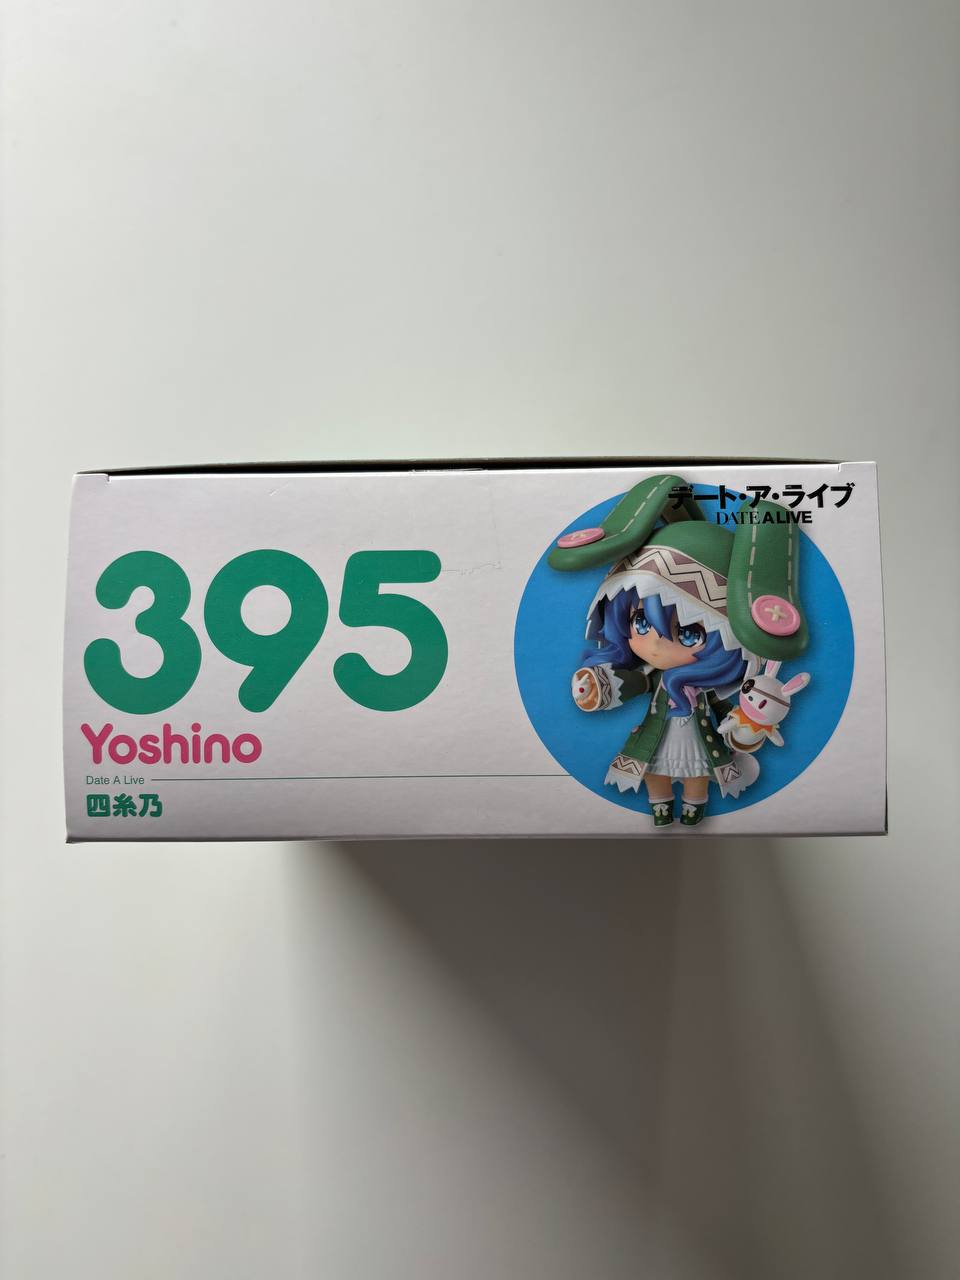 デート・ア・ライブ
DATE A LIVE
395
Yoshino
Date A Live
四糸乃